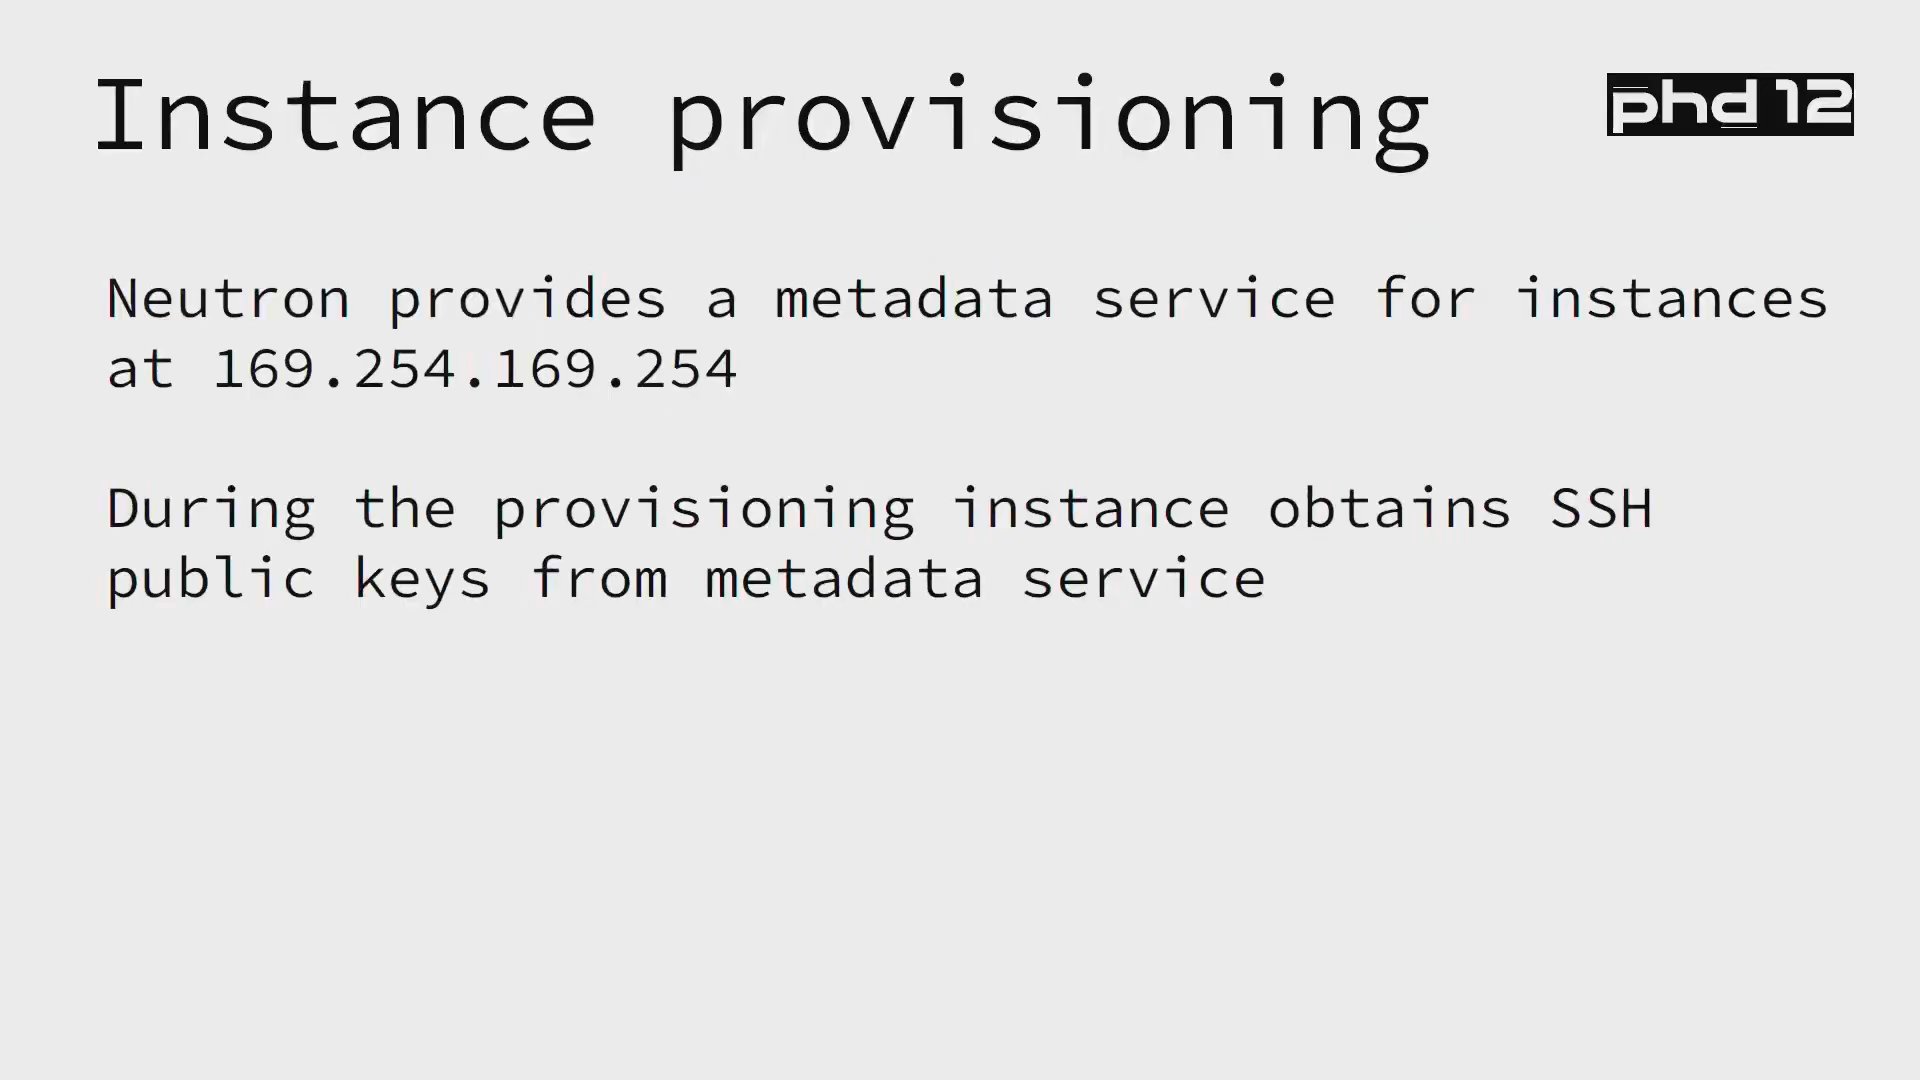 Instance provisioning
phd 12
Neutron provides a metadata service for instances
at 169.254.169.254
During the provisioning instance obtains SSH
public keys from metadata service